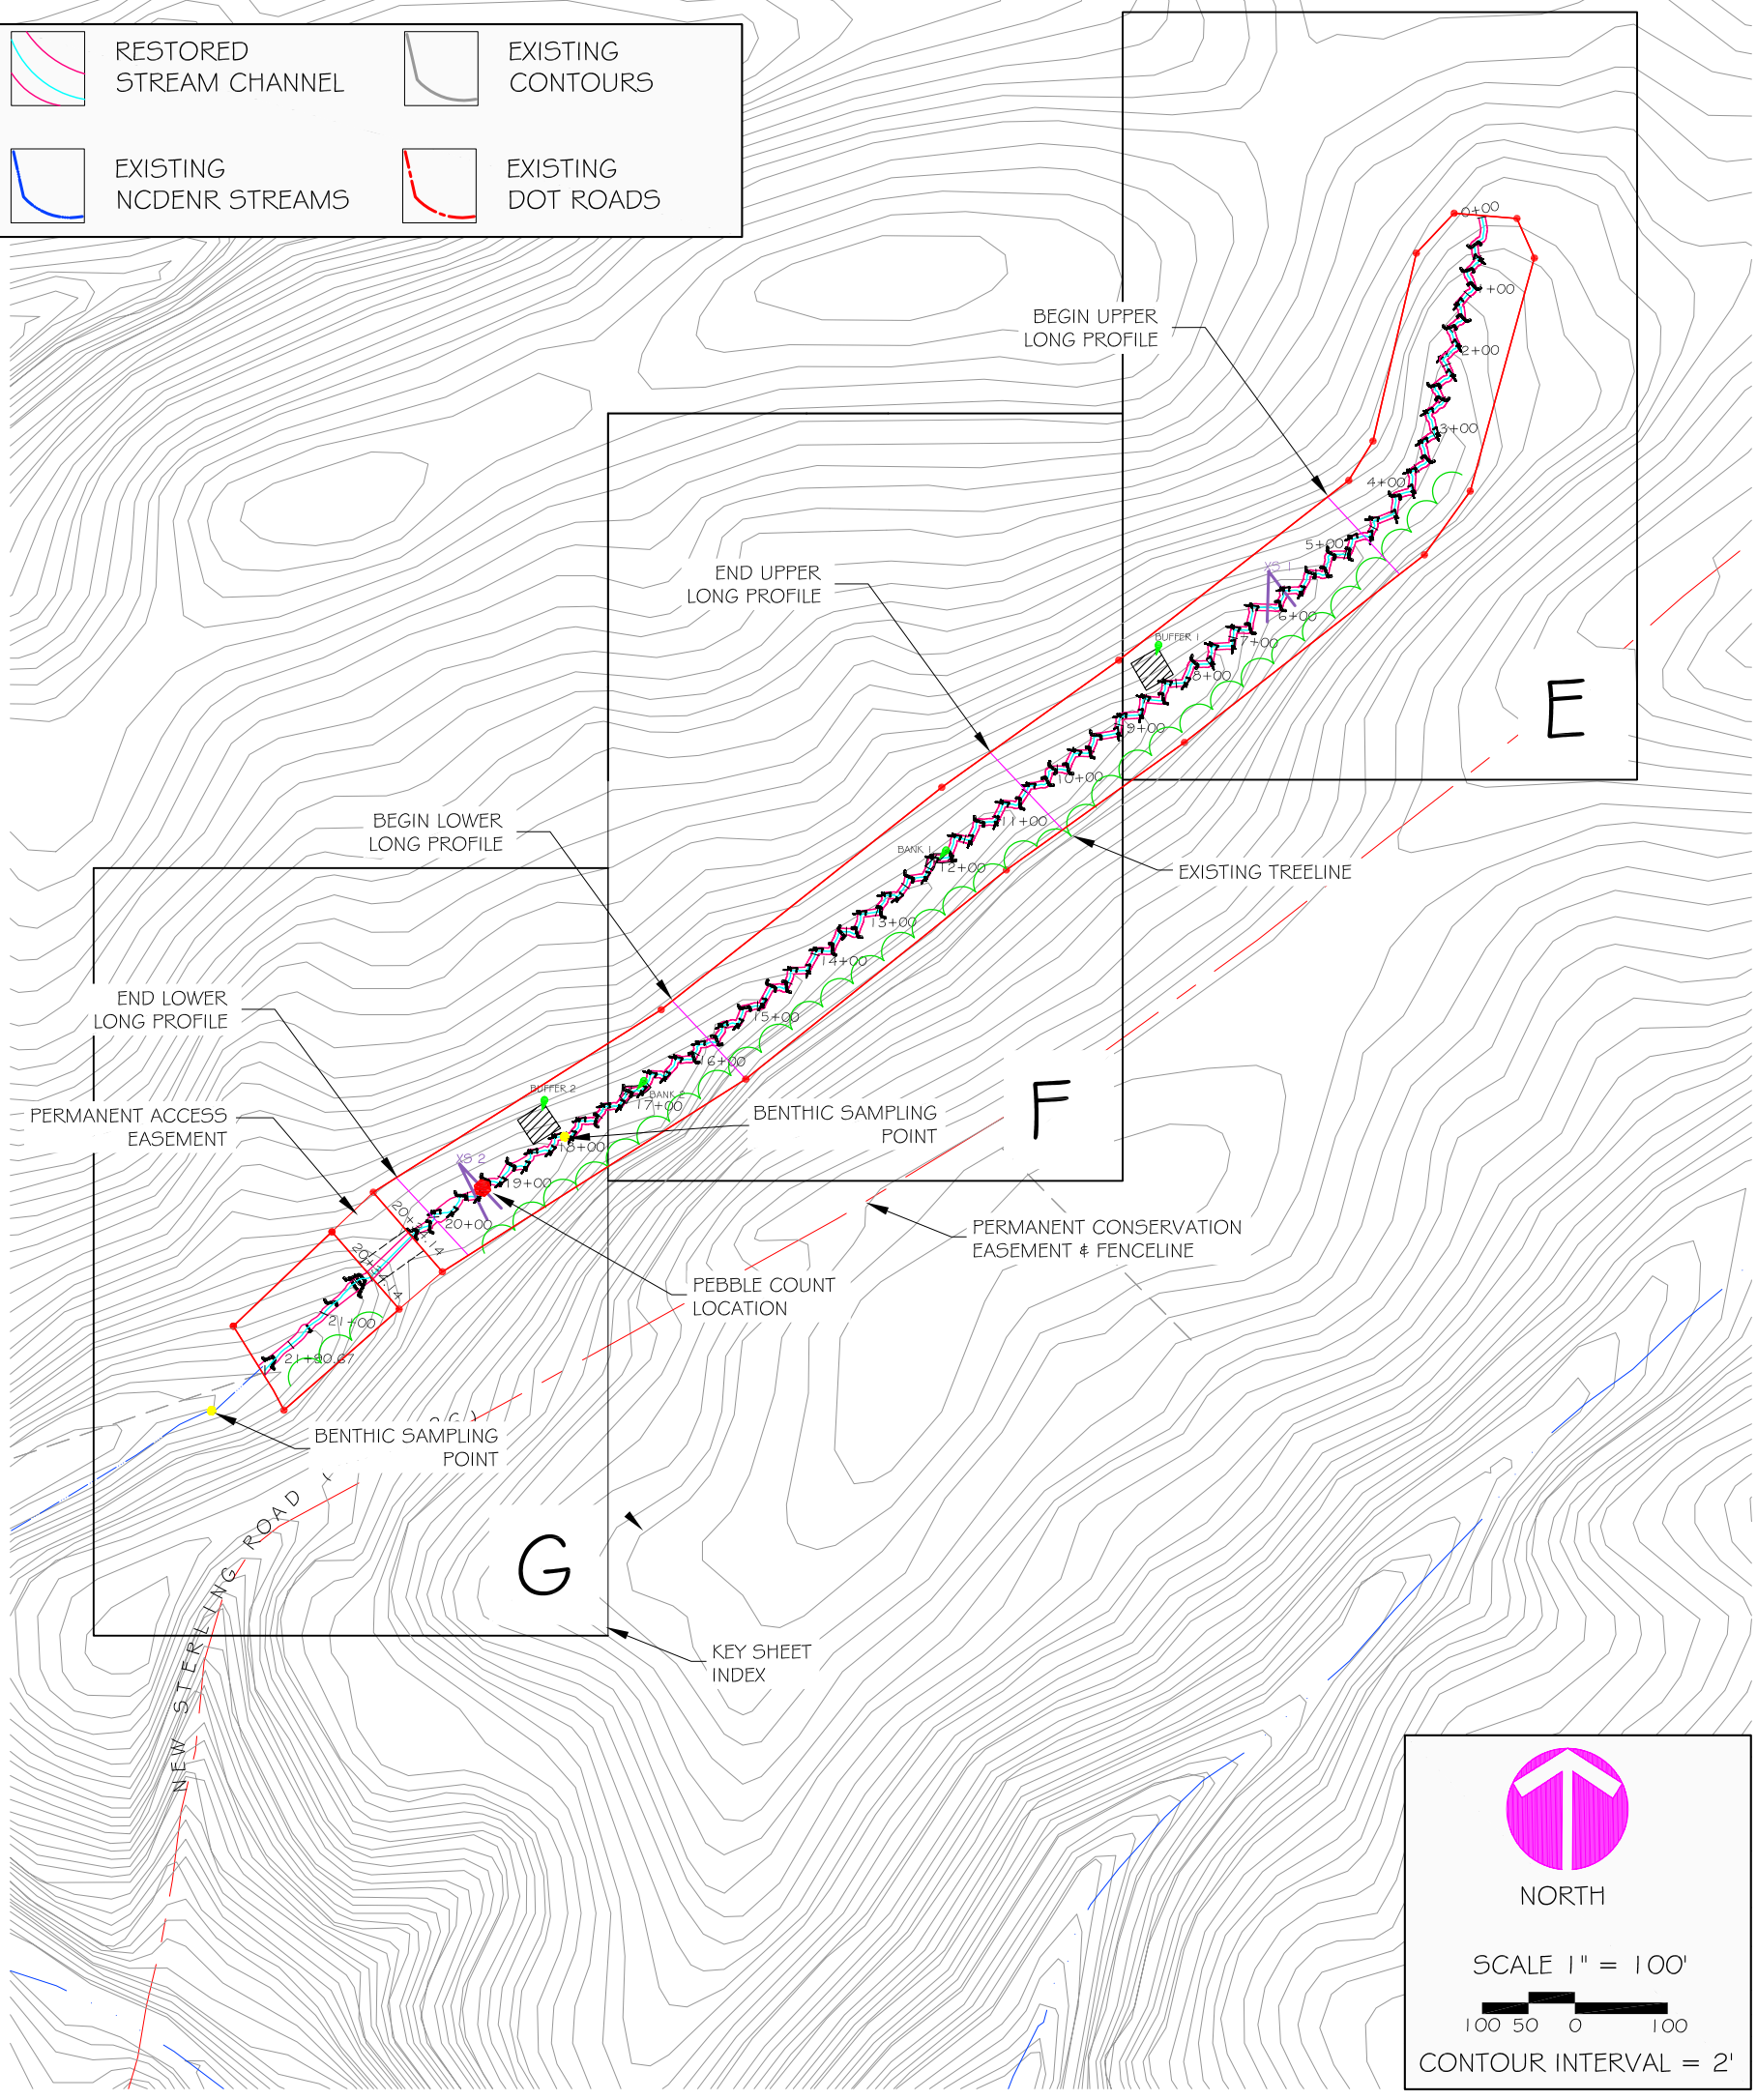 RESTORED
STREAM CHANNEL
EXISTING
CONTOURS
EXISTING
NCDENR STREAMS
EXISTING
DOT ROADS
0+00
1+00
BEGIN UPPER
LONG PROFILE
2+00
3+00
4+00
5+00
XS 1
END UPPER
LONG PROFILE
6+00
BUFFER 1
7+00
8+00
E
9+00
10+00
BEGIN LOWER
LONG PROFILE
11+00
BANK 1
12+00
EXISTING TREELINE
13+00
14+00
END LOWER
LONG PROFILE
15+00
16+00
BUFFER 2
BANK 2
17+00
F
PERMANENT ACCESS
EASEMENT
BENTHIC SAMPLING
POINT
18+00
XS 2
19+00
20+00
PERMANENT CONSERVATION
EASEMENT & FENCELINE
PEBBLE COUNT
LOCATION
21+00
21+90.67
BENTHIC SAMPLING
POINT
NEW STERLING ROAD
G
KEY SHEET
INDEX
NORTH
SCALE 1" = 100'
100 50 0 100
CONTOUR INTERVAL = 2'